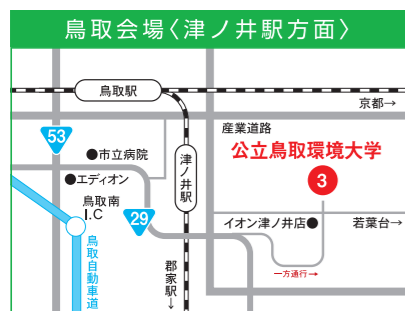 鳥取会場〈津ノ井駅方面〉
鳥取駅
京都→
53
産業道路
●市立病院
津ノ井駅
公立鳥取環境大学
●エディオン
3
鳥取南
I.C
29
イオン津ノ井店●
若葉台→
鳥取自動車道
郡家駅↓
一方通行→